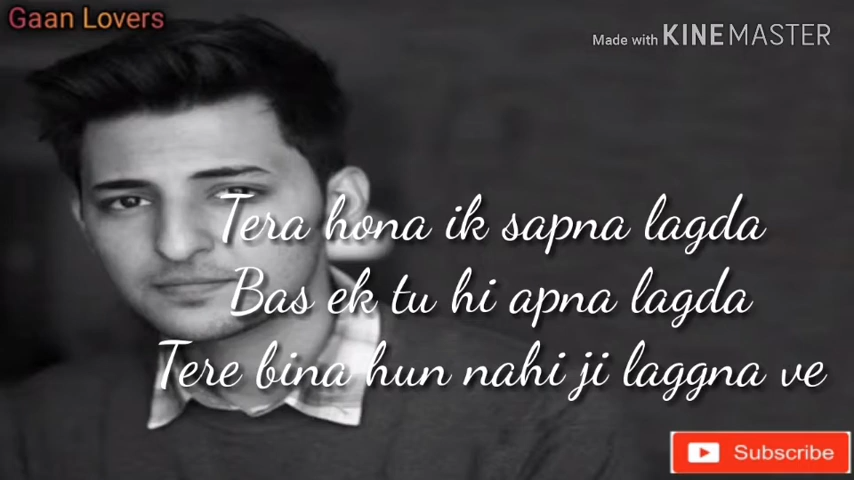 Gaan Lovers
Made with KINEMASTER
Tera hona ik sapna lagda
Bas ek tu hi apna lagda
Tere bina hun nahi ji laggna ve
Subscribe